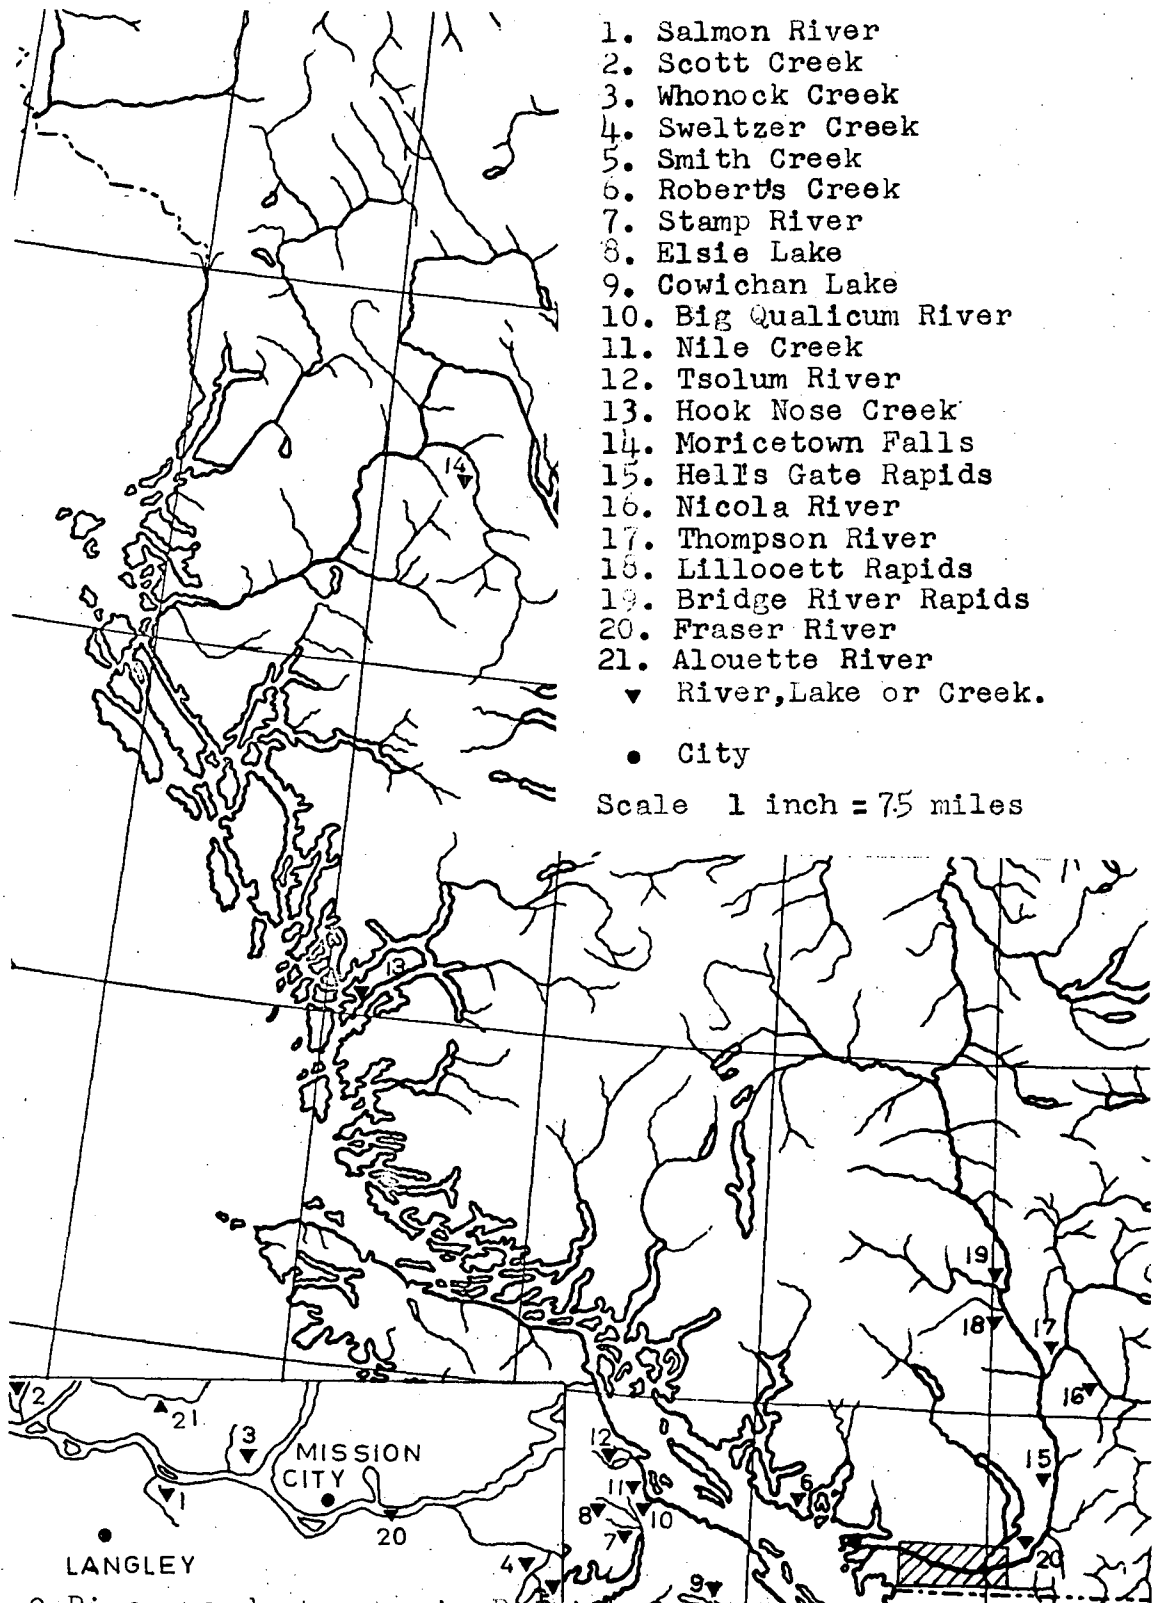 1. Salmon River
2. Scott Creek
3. Whonock Creek
4. Sweltzer Creek
5. Smith Creek
6. Robert's Creek
7. Stamp River
8. Elsie Lake
9. Cowichan Lake
10. Big Qualicum River
11. Nile Creek
12. Tsolum River
13. Hook Nose Creek
14. Moricetown Falls
15. Hell's Gate Rapids
16. Nicola River
17. Thompson River
18. Lillooett Rapids
19. Bridge River Rapids
20. Fraser River
21. Alouette River
▼ River,Lake or Creek.
● City
Scale 1 inch = 75 miles
14
13
19
18
17
16
15
20
12
11
10
8
7
6
9
2
21
3
1
MISSION
CITY
20
LANGLEY
4
5